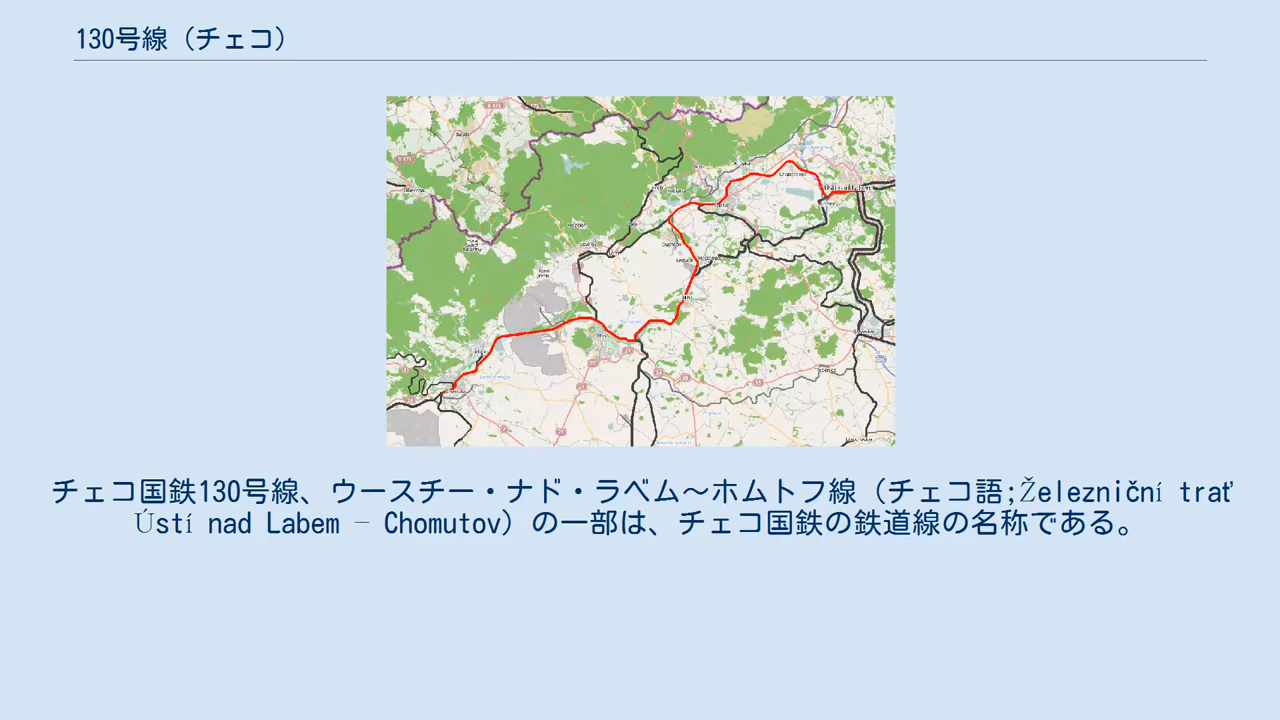 130号線（チェコ）
チェコ国鉄130号線、ウースチー・ナド・ラベム～ホムトフ線（チェコ語;Železniční trať
Ústí nad Labem – Chomutov）の一部は、チェコ国鉄の鉄道線の名称である。